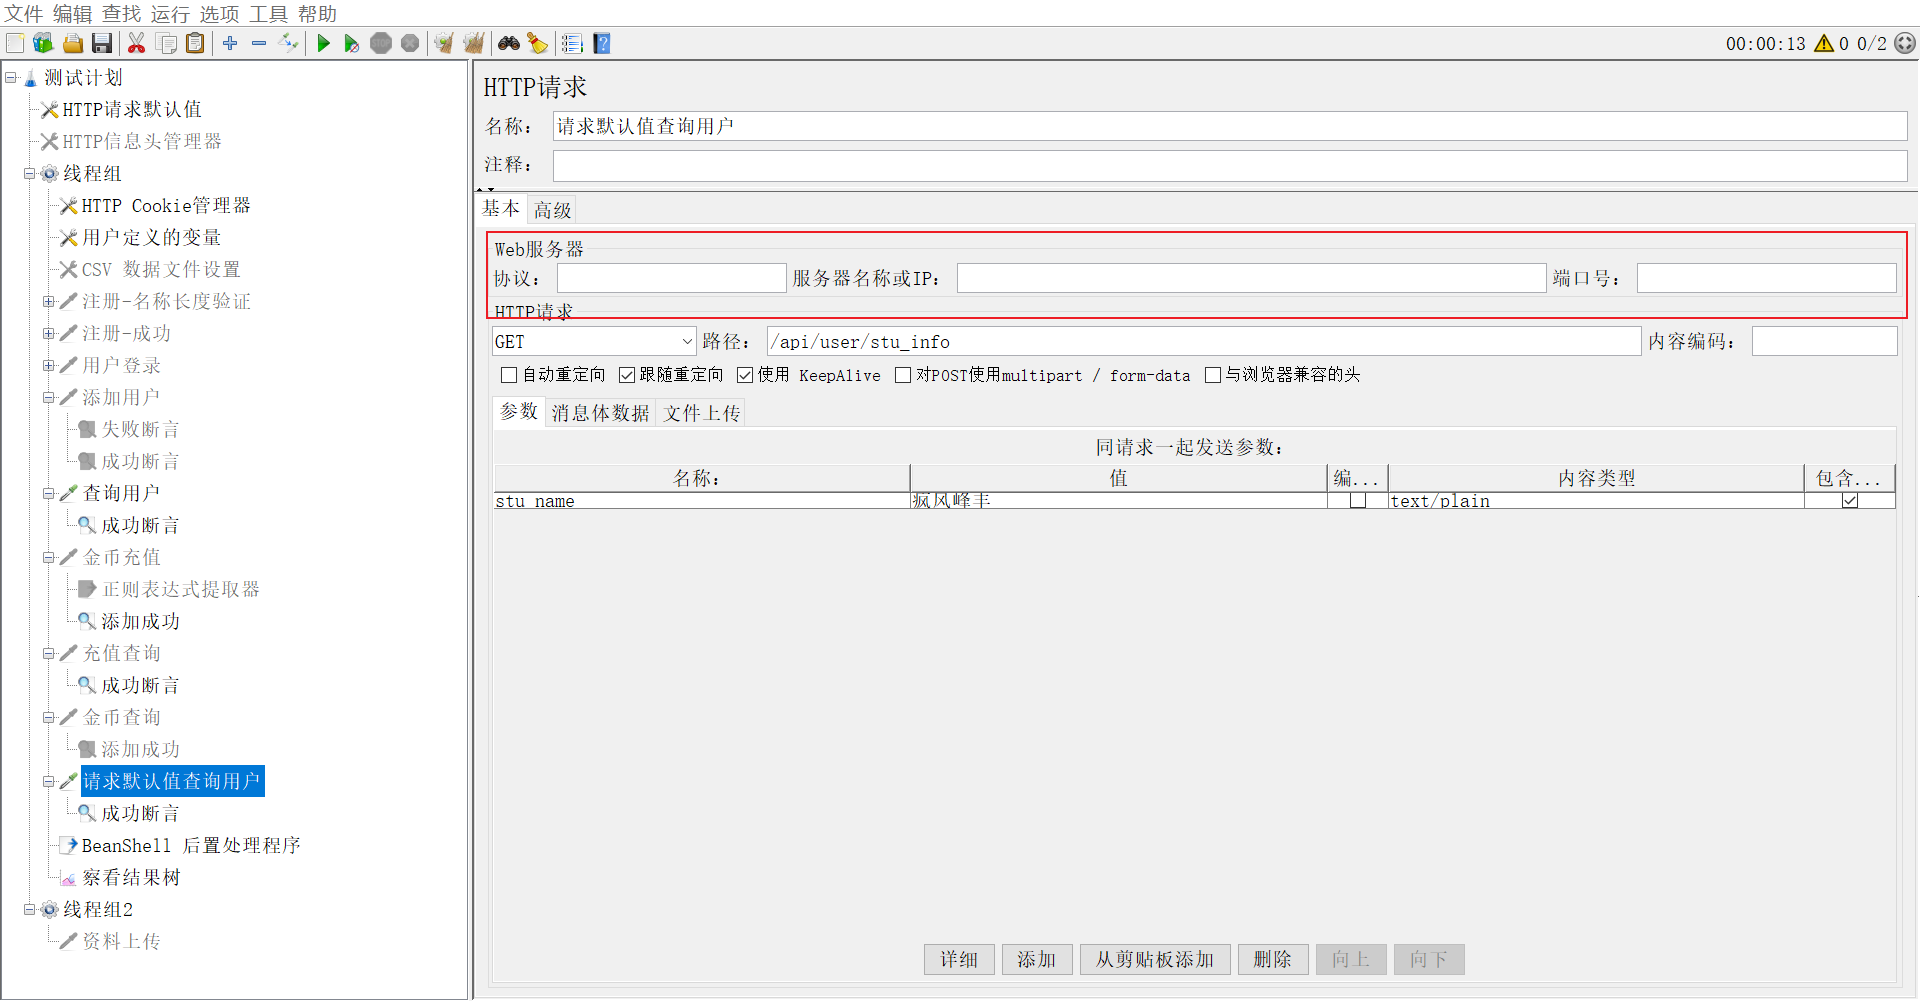 文件 编辑 查找 运行 选项 工具 帮助
00:00:13 0 0/2
测试计划
HTTP请求默认值
HTTP信息头管理器
线程组
HTTP Cookie管理器
用户定义的变量
CSV 数据文件设置
注册-名称长度验证
注册-成功
用户登录
添加用户
失败断言
成功断言
查询用户
成功断言
金币充值
正则表达式提取器
添加成功
充值查询
成功断言
金币查询
添加成功
请求默认值查询用户
成功断言
BeanShell 后置处理程序
察看结果树
线程组2
资料上传
HTTP请求
名称： 请求默认值查询用户
注释：
基本 高级
Web服务器
协议： 服务器名称或IP： 端口号：
HTTP请求
GET 路径： /api/user/stu_info 内容编码：
自动重定向 跟随重定向 使用 KeepAlive 对POST使用multipart / form-data 与浏览器兼容的头
参数 消息体数据 文件上传
同请求一起发送参数：
名称： 值 编... 内容类型 包含...
stu_name 疯风峰丰 text/plain
详细 添加 从剪贴板添加 删除 向上 向下